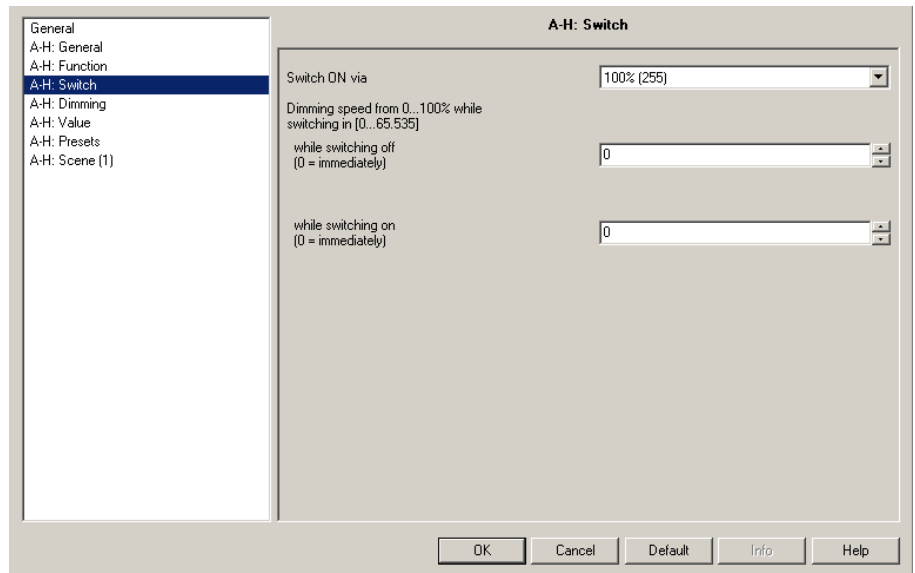 General
A-H: General
A-H: Function
A-H: Switch
A-H: Dimming
A-H: Value
A-H: Presets
A-H: Scene (1)
A-H: Switch
Switch ON via
100% (255)
Dimming speed from 0...100% while
switching in [0...65.535]
while switching off
(0 = immediately)
0
while switching on
(0 = immediately)
0
OK
Cancel
Default
Info
Help